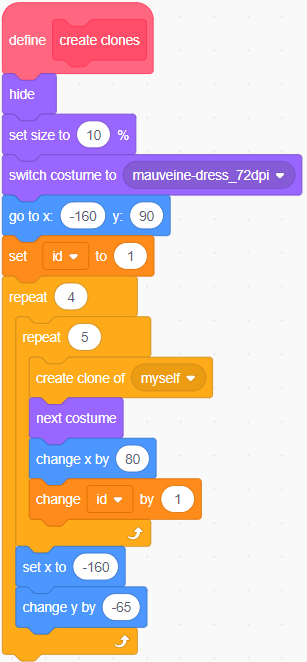 define create clones
hide
set size to 10 %
switch costume to mauveine-dress_72dpi
go to x: -160 y: 90
set id to 1
repeat 4
repeat 5
create clone of myself
next costume
change x by 80
change id by 1
set x to -160
change y by -65